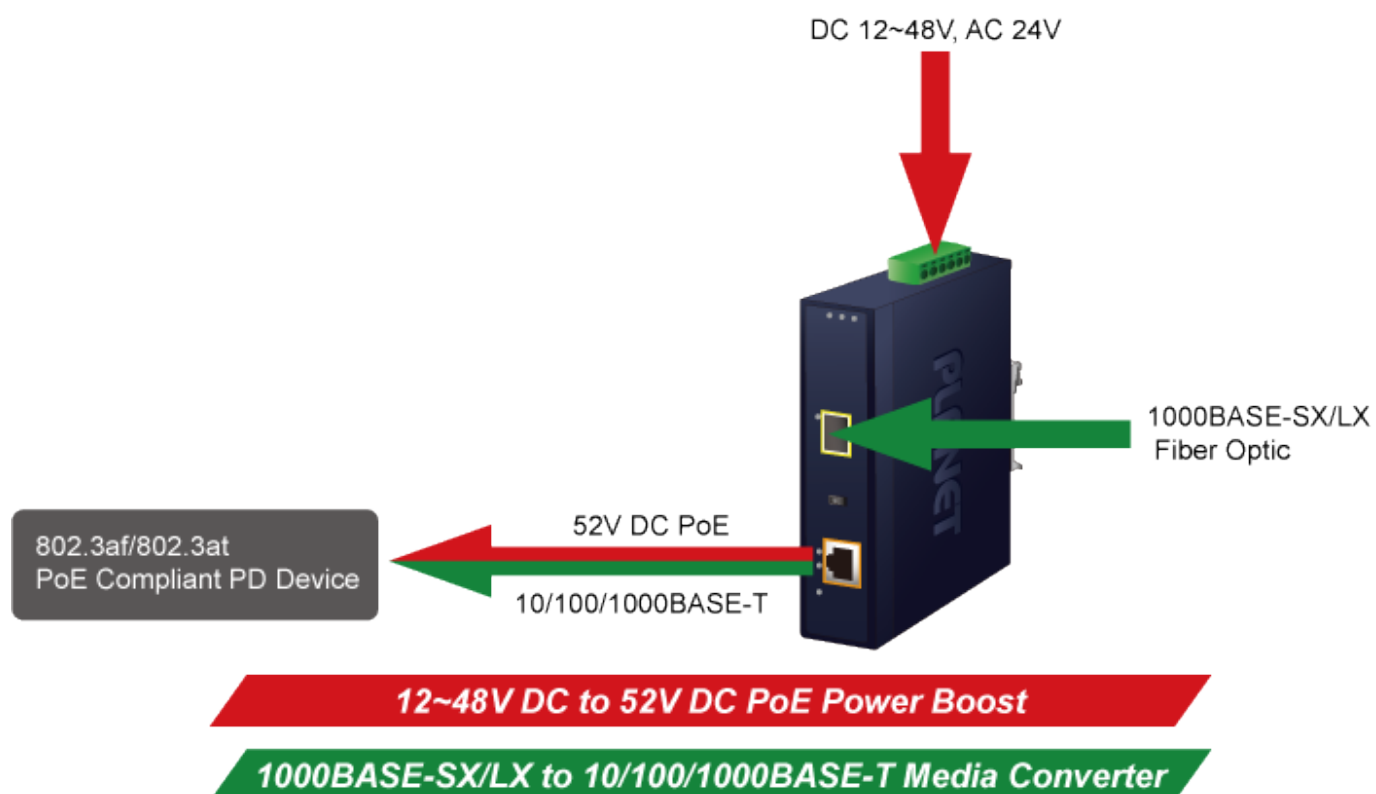 DC 12~48V, AC 24V
PLANET
1000BASE-SX/LX
Fiber Optic
52V DC PoE
802.3af/802.3at
PoE Compliant PD Device
10/100/1000BASE-T
12~48V DC to 52V DC PoE Power Boost
1000BASE-SX/LX to 10/100/1000BASE-T Media Converter